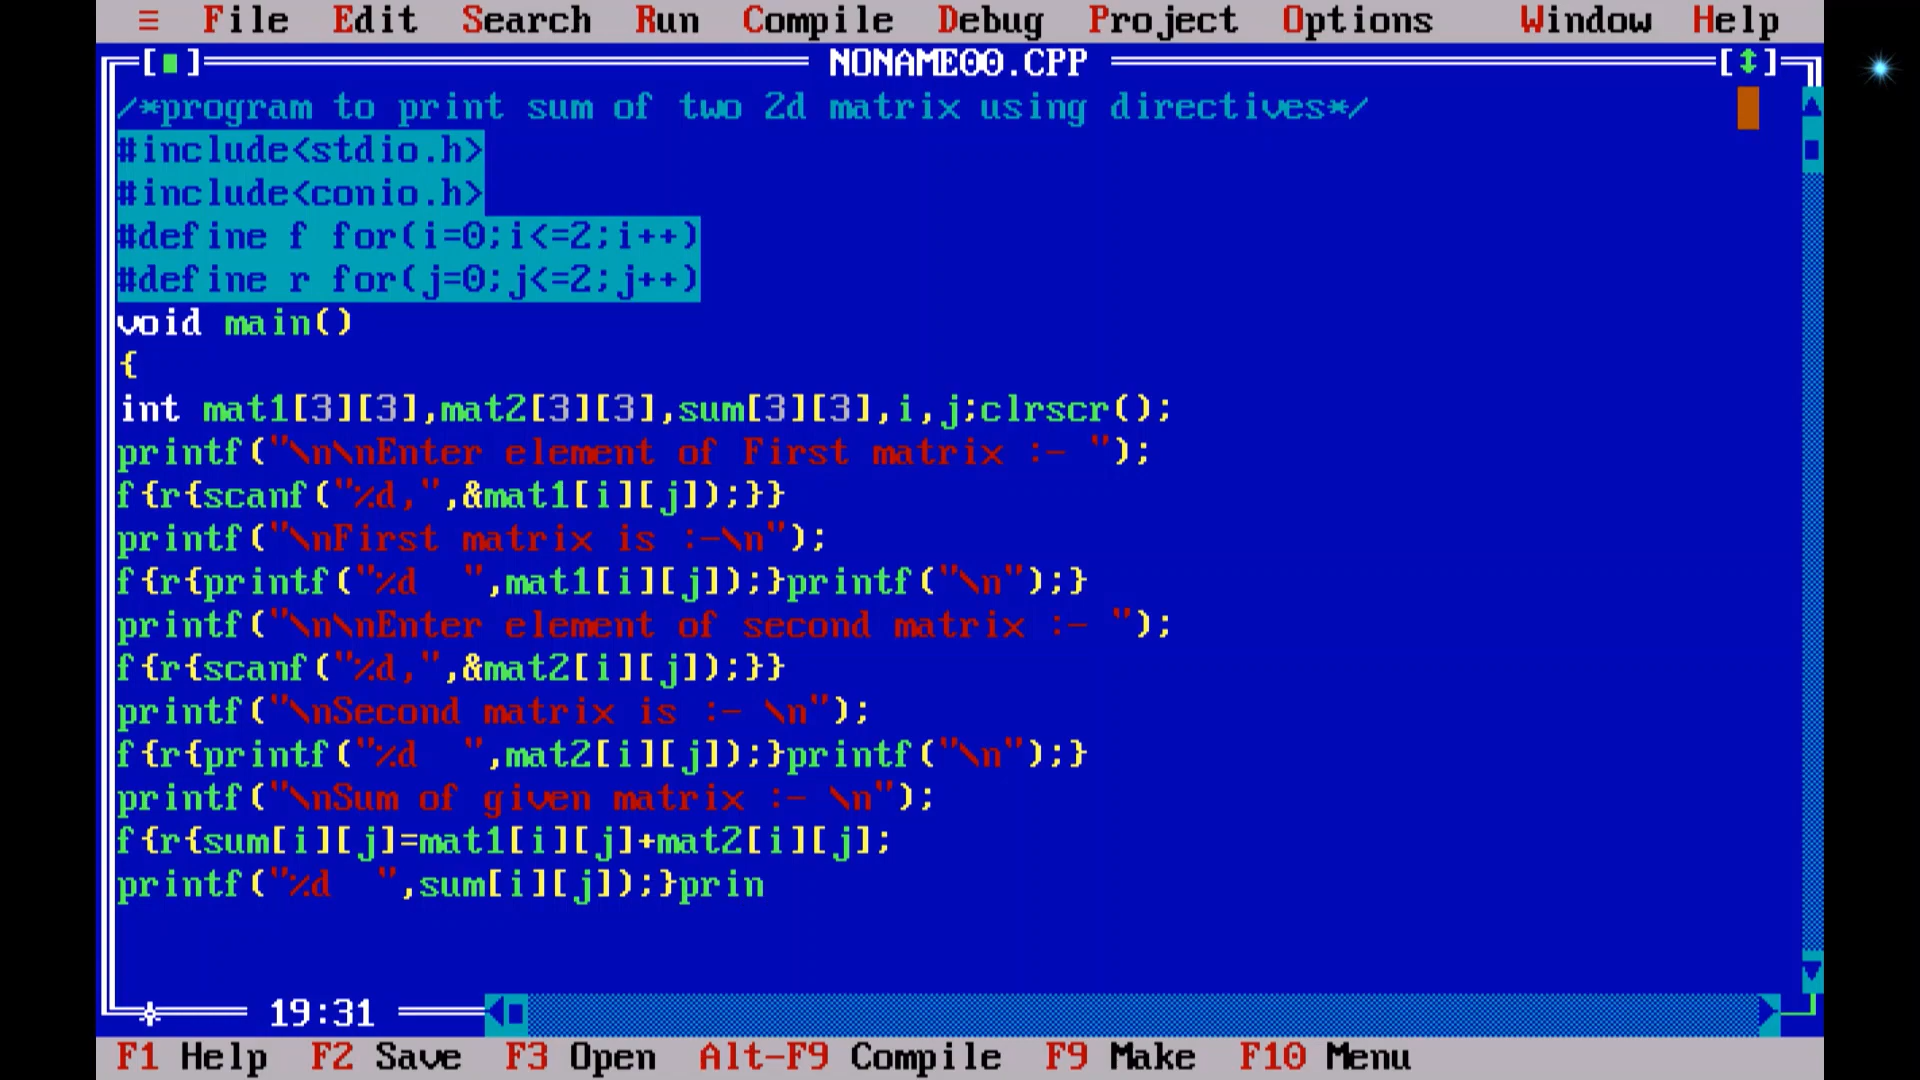 ≡ File Edit Search Run Compile Debug Project Options Window Help
[■] NONAME00.CPP [↕]
/*program to print sum of two 2d matrix using directives*/
#include<stdio.h>
#include<conio.h>
#define f for(i=0;i<=2;i++)
#define r for(j=0;j<=2;j++)
void main()
{
int mat1[3][3],mat2[3][3],sum[3][3],i,j;clrscr();
printf("\n\nEnter element of First matrix :- ");
f{r{scanf("%d,",&mat1[i][j]);}}
printf("\nFirst matrix is :-\n");
f{r{printf("%d  ",mat1[i][j]);}printf("\n");}
printf("\n\nEnter element of second matrix :- ");
f{r{scanf("%d,",&mat2[i][j]);}}
printf("\nSecond matrix is :- \n");
f{r{printf("%d  ",mat2[i][j]);}printf("\n");}
printf("\nSum of given matrix :- \n");
f{r{sum[i][j]=mat1[i][j]+mat2[i][j];
printf("%d  ",sum[i][j]);}prin
19:31
F1 Help F2 Save F3 Open Alt-F9 Compile F9 Make F10 Menu